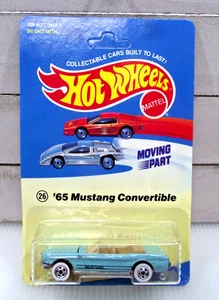 COLLECTABLE CARS BUILT TO LAST!
Hot Wheels
MATTEL
MOVING
PART
26 '65 Mustang Convertible